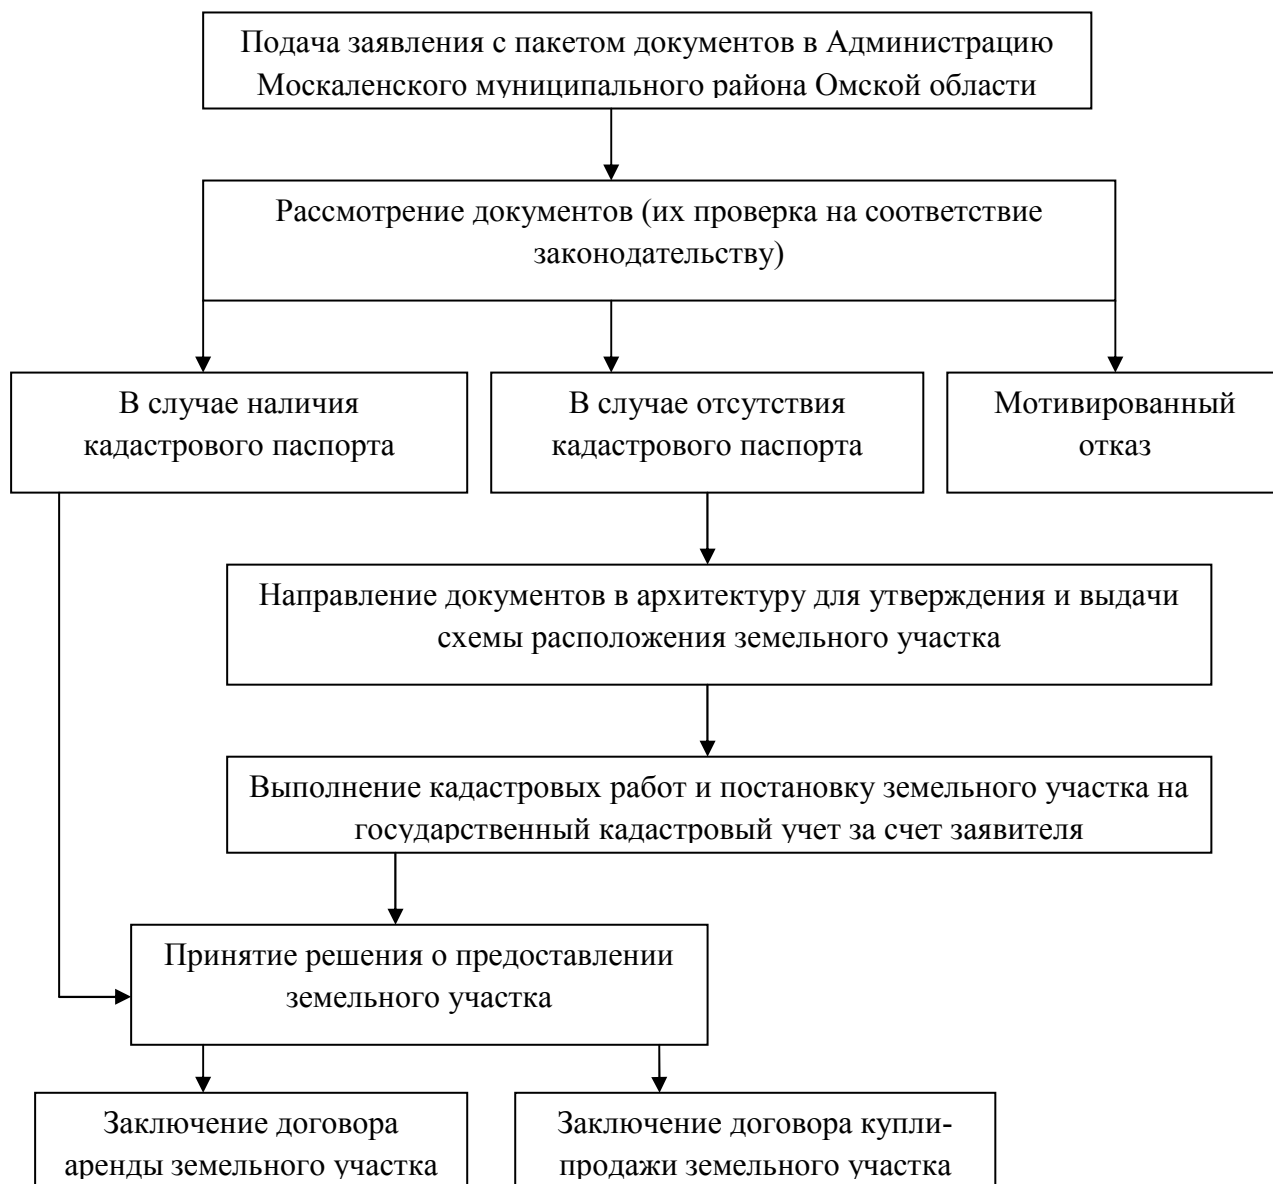 Подача заявления с пакетом документов в Администрацию
Москаленского муниципального района Омской области
Рассмотрение документов (их проверка на соответствие
законодательству)
В случае наличия
кадастрового паспорта
В случае отсутствия
кадастрового паспорта
Мотивированный
отказ
Направление документов в архитектуру для утверждения и выдачи
схемы расположения земельного участка
Выполнение кадастровых работ и постановку земельного участка на
государственный кадастровый учет за счет заявителя
Принятие решения о предоставлении
земельного участка
Заключение договора
аренды земельного участка
Заключение договора купли-
продажи земельного участка